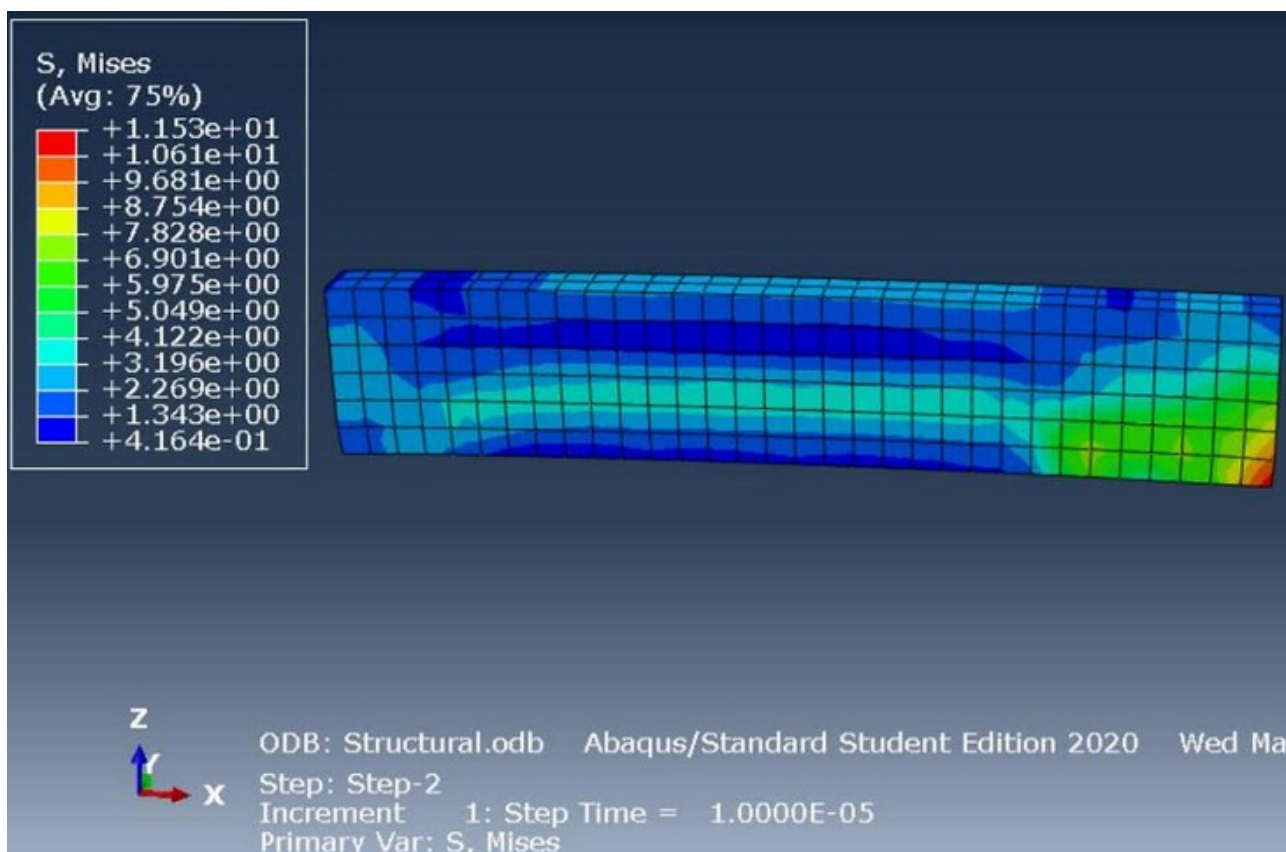 S, Mises
(Avg: 75%)
+1.153e+01
+1.061e+01
+9.681e+00
+8.754e+00
+7.828e+00
+6.901e+00
+5.975e+00
+5.049e+00
+4.122e+00
+3.196e+00
+2.269e+00
+1.343e+00
+4.164e-01
Z
Y
X
ODB: Structural.odb Abaqus/Standard Student Edition 2020 Wed Ma
Step: Step-2
Increment 1: Step Time = 1.0000E-05
Primary Var: S, Mises